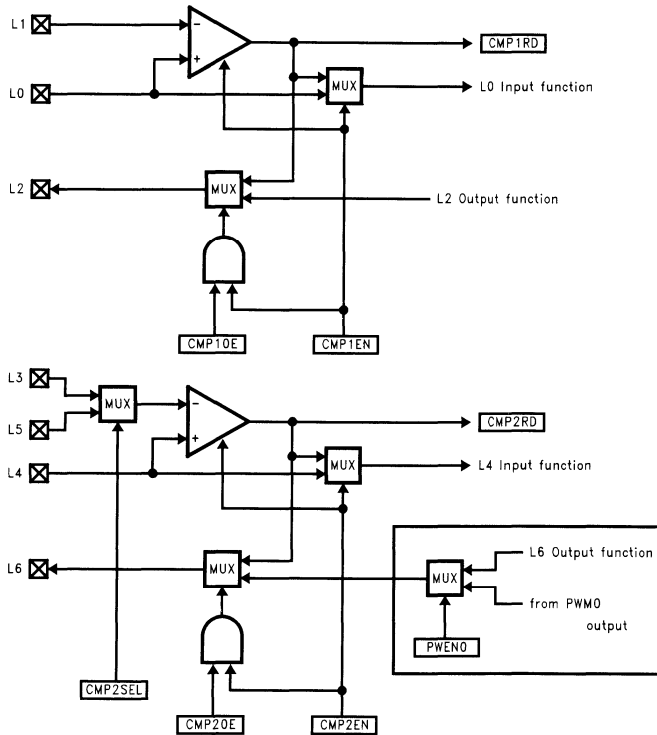 L1
-
CMP1RD
+
L0
MUX
L0 Input function
L2
MUX
L2 Output function
CMP1OE
CMP1EN
L3
MUX
-
CMP2RD
L5
+
L4
MUX
L4 Input function
L6
MUX
L6 Output function
MUX
from PWM0
output
PWEN0
CMP2SEL
CMP2OE
CMP2EN